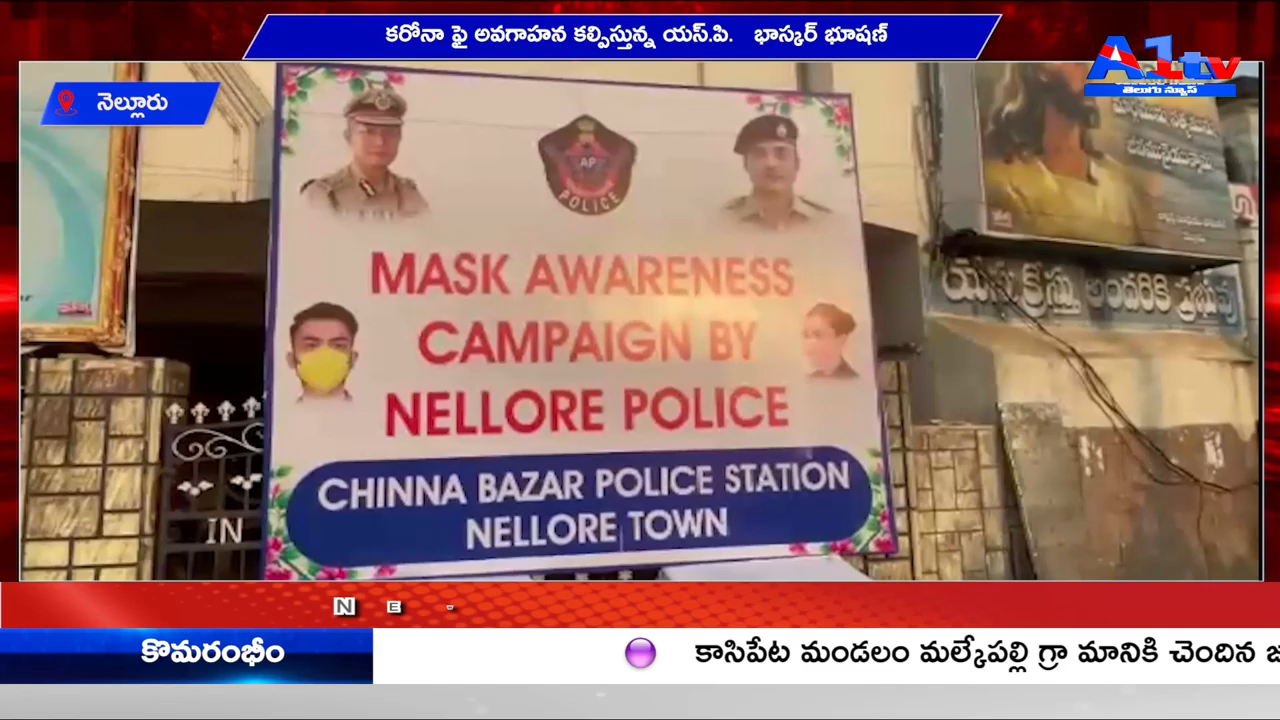 కరోనా ఫై అవగాహన కల్పిస్తున్న యస్.పి. భాస్కర్ భూషణ్
A1tv
తెలుగు న్యూస్
నెల్లూరు
AP
POLICE
MASK AWARENESS
CAMPAIGN BY
NELLORE POLICE
CHINNA BAZAR POLICE STATION
NELLORE TOWN
IN
క్రీస్తు అందరికి ప్రభువు
N E
కొమరంభీం
కాసిపేట మండలం మల్కేపల్లి గ్రా మానికి చెందిన